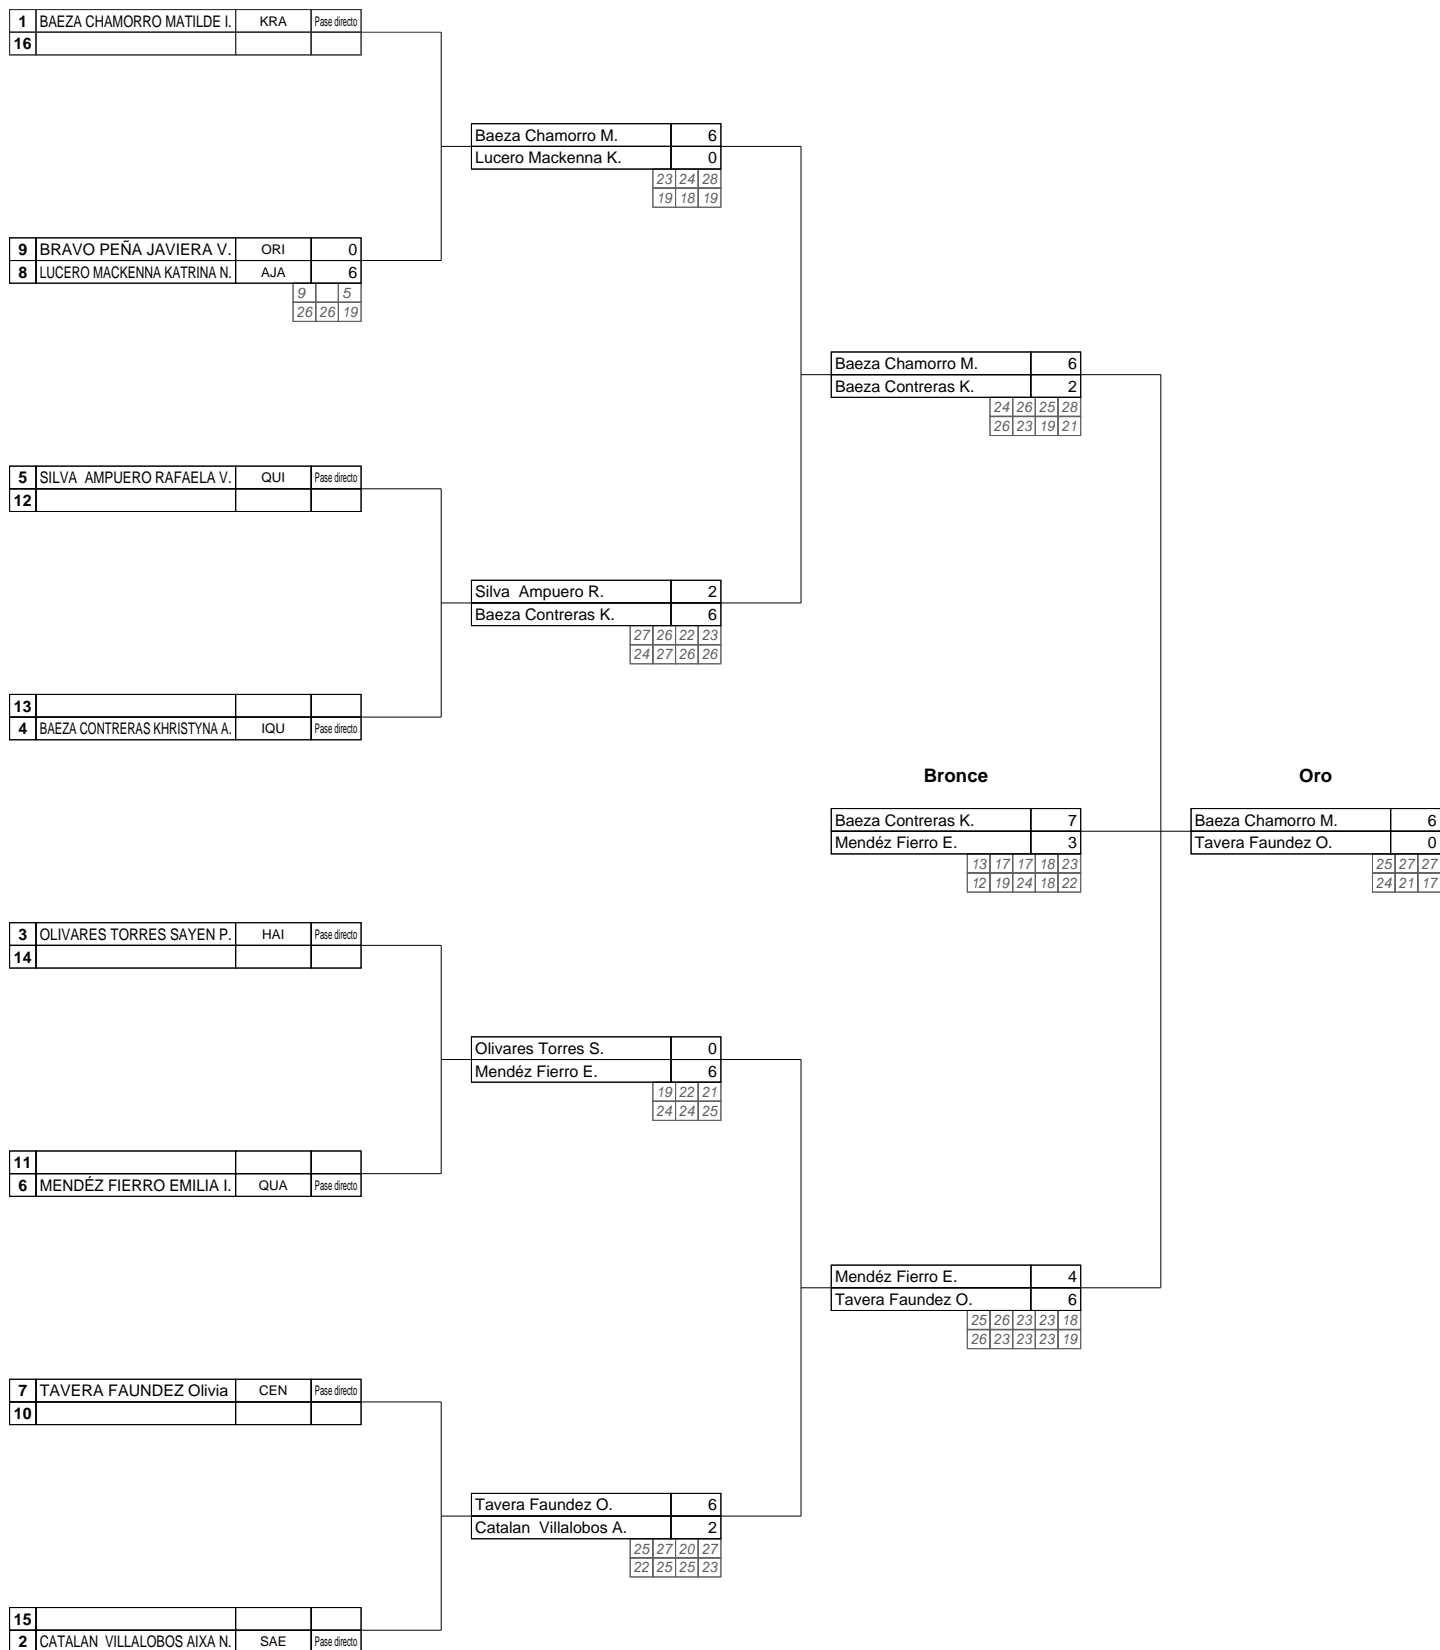 1 BAEZA CHAMORRO MATILDE I. KRA Pase directo
16
Baeza Chamorro M. 6
Lucero Mackenna K. 0
23 24 28
19 18 19
9 BRAVO PEÑA JAVIERA V. ORI 0
8 LUCERO MACKENNA KATRINA N. AJA 6
9 5
26 26 19
Baeza Chamorro M. 6
Baeza Contreras K. 2
24 26 25 28
26 23 19 21
5 SILVA AMPUERO RAFAELA V. QUI Pase directo
12
Silva Ampuero R. 2
Baeza Contreras K. 6
27 26 22 23
24 27 26 26
13
4 BAEZA CONTRERAS KHRISTYNA A. IQU Pase directo
Bronce Oro
Baeza Contreras K. 7 Baeza Chamorro M. 6
Mendéz Fierro E. 3 Tavera Faundez O. 0
13 17 17 18 23 25 27 27
12 19 24 18 22 24 21 17
3 OLIVARES TORRES SAYEN P. HAI Pase directo
14
Olivares Torres S. 0
Mendéz Fierro E. 6
19 22 21
24 24 25
11
6 MENDÉZ FIERRO EMILIA I. QUA Pase directo
Mendéz Fierro E. 4
Tavera Faundez O. 6
25 26 23 23 18
26 23 23 23 19
7 TAVERA FAUNDEZ Olivia CEN Pase directo
10
Tavera Faundez O. 6
Catalan Villalobos A. 2
25 27 20 27
22 25 25 23
15
2 CATALAN VILLALOBOS AIXA N. SAE Pase directo